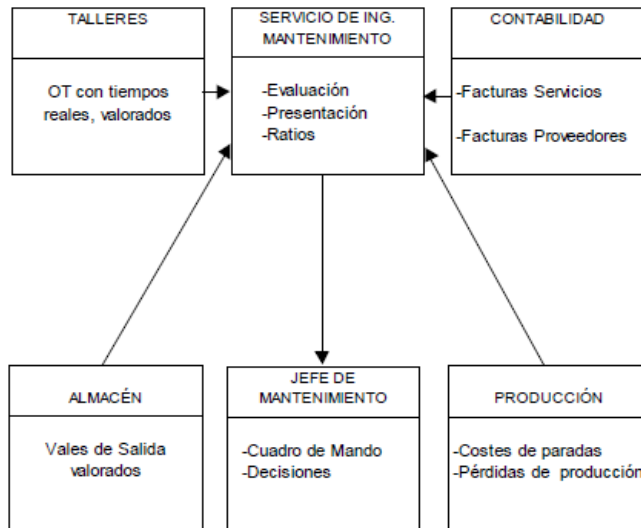 TALLERES
OT con tiempos
reales, valorados
SERVICIO DE ING.
MANTENIMIENTO
-Evaluación
-Presentación
-Ratios
CONTABILIDAD
-Facturas Servicios
-Facturas Proveedores
ALMACÉN
Vales de Salida
valorados
JEFE DE
MANTENIMIENTO
-Cuadro de Mando
-Decisiones
PRODUCCIÓN
-Costes de paradas
-Pérdidas de producción